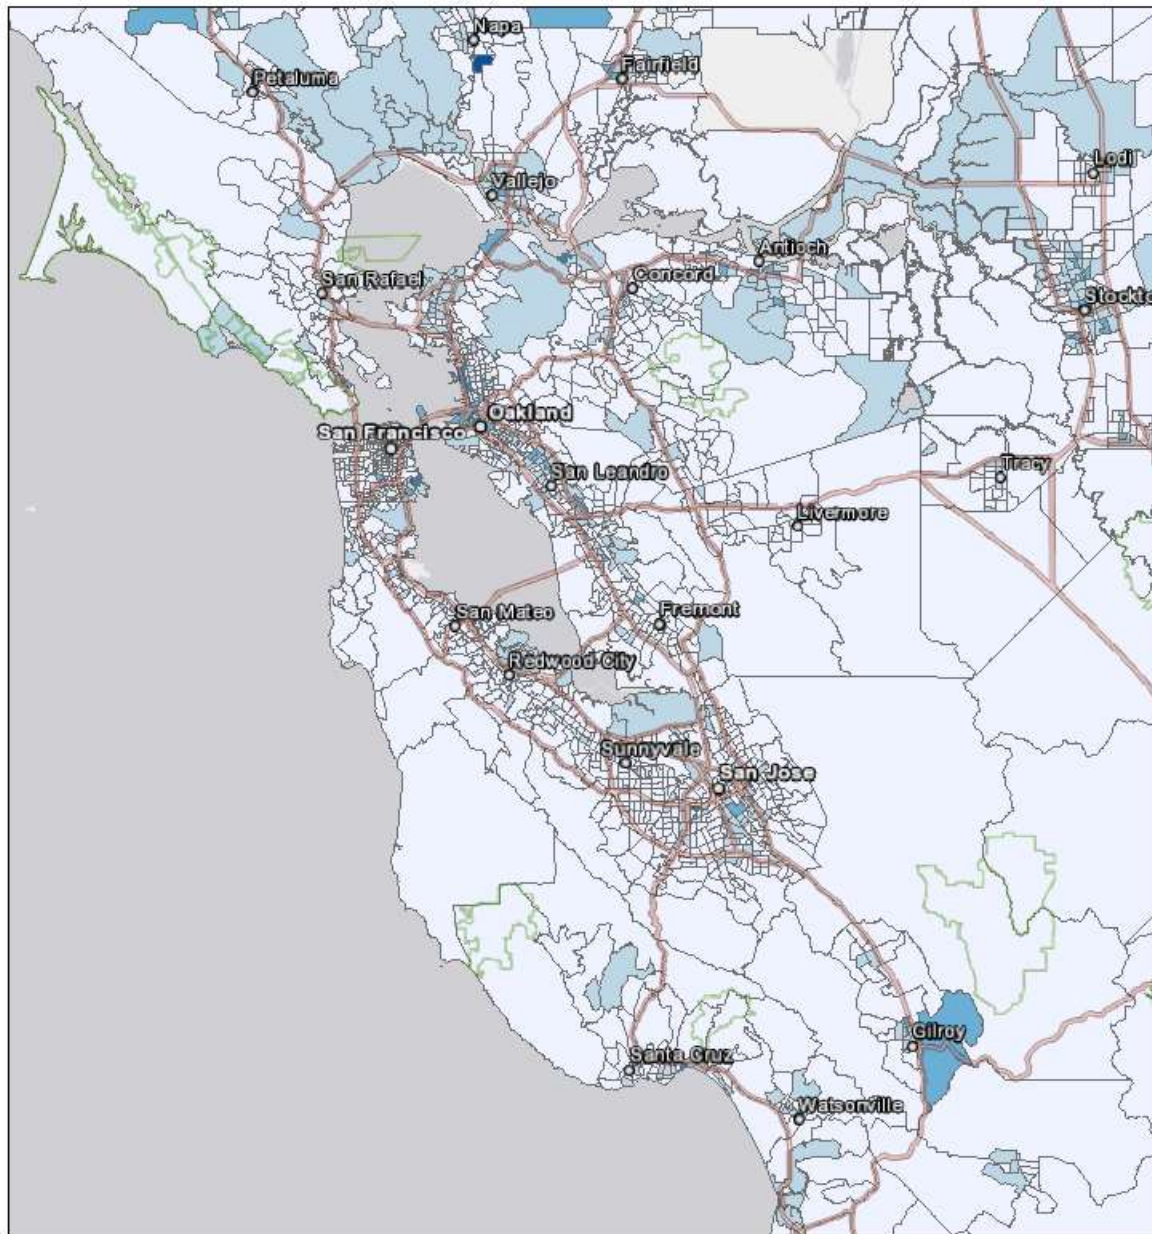 Napa
Fairfield
Petaluma
Lodi
Vallejo
Antioch
San Rafael
Concord
Stockto
Oakland
San Francisco
San Leandro
Tracy
Livermore
San Mateo
Fremont
Redwood City
Sunnyvale
San Jose
Gilroy
Santa Cruz
Watsonville